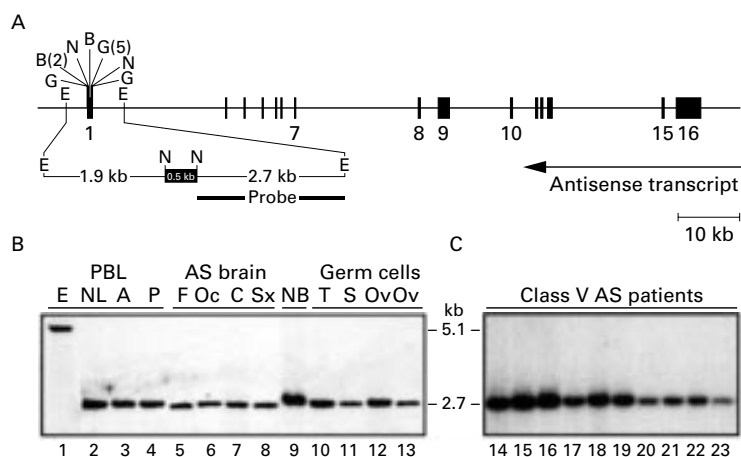 A
B
B(2) N G(5) N
G E G E
1 7 8 9 10 15 16
E N N E
1.9 kb 0.5 kb 2.7 kb
Probe
Antisense transcript
10 kb
B
PBL AS brain Germ cells
E NL A P F Oc C Sx NB T S Ov Ov
1 2 3 4 5 6 7 8 9 10 11 12 13
kb
5.1
2.7
C
Class V AS patients
14 15 16 17 18 19 20 21 22 23